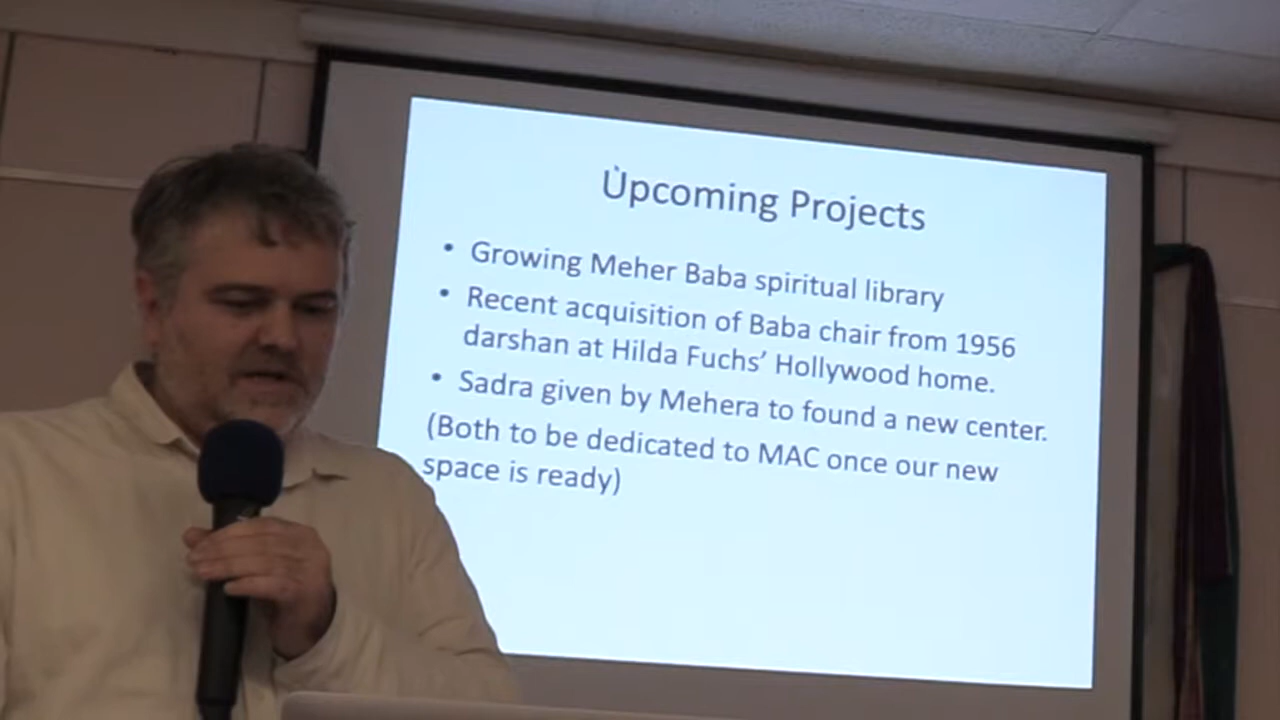 Upcoming Projects
• Growing Meher Baba spiritual library
• Recent acquisition of Baba chair from 1956
darshan at Hilda Fuchs’ Hollywood home.
• Sadra given by Mehera to found a new center.
(Both to be dedicated to MAC once our new
space is ready)